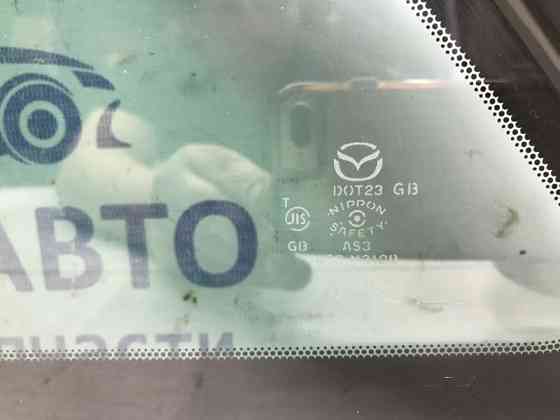 DOT23 GB
NIPPON
SAFETY
T
JIS
GB
AS3
АВТО